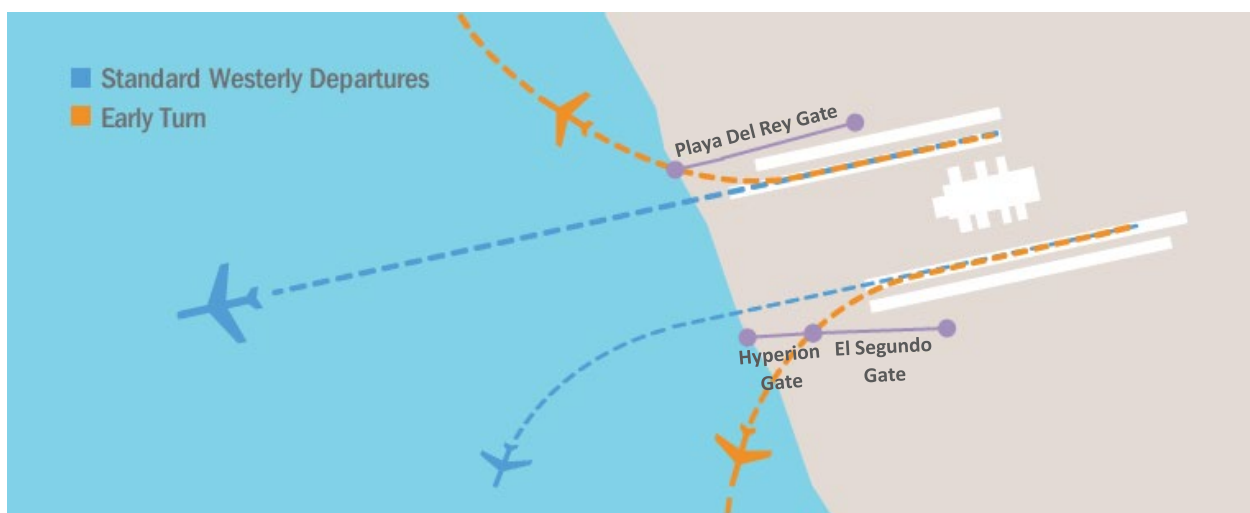 Standard Westerly Departures
Early Turn
Playa Del Rey Gate
Hyperion
Gate
El Segundo
Gate